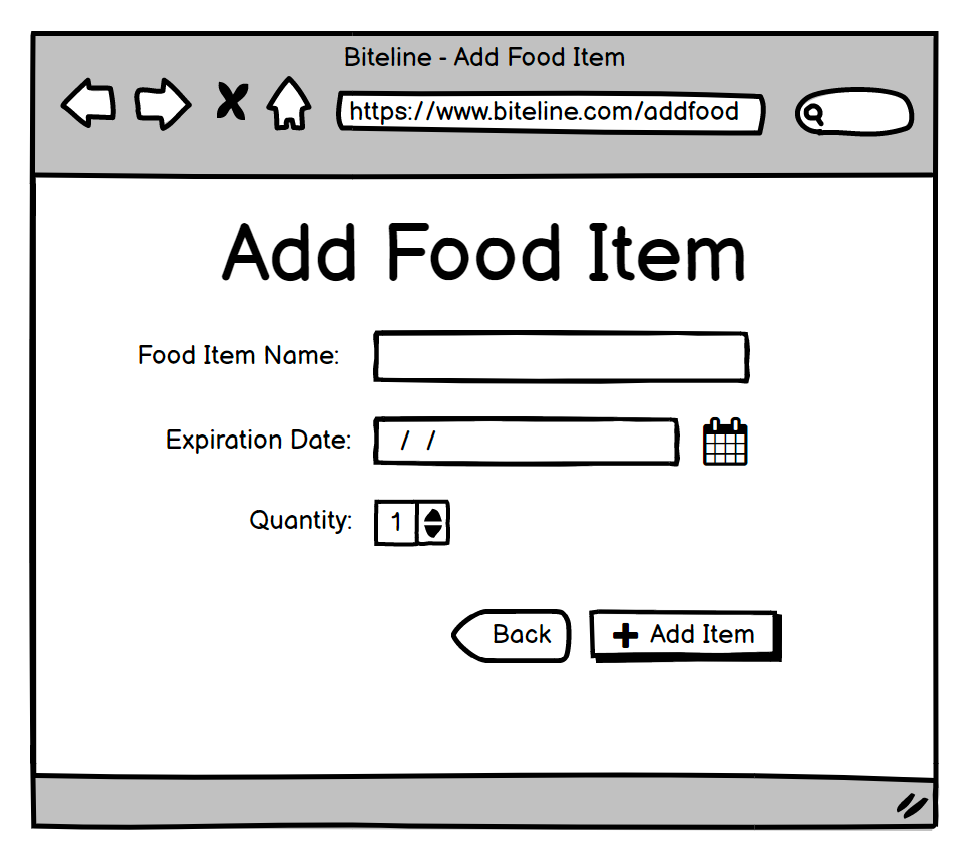 Biteline - Add Food Item
https://www.biteline.com/addfood
Add Food Item
Food Item Name:
Expiration Date: / /
Quantity: 1
Back + Add Item